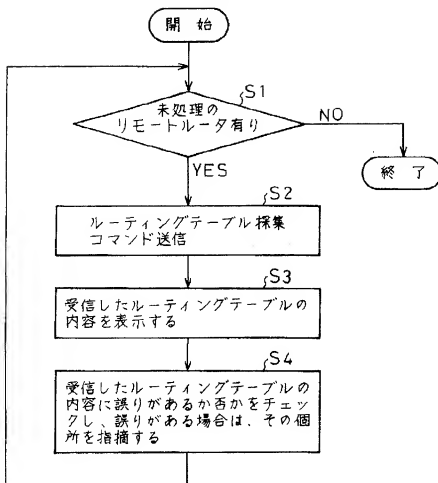 開始
S1
未処理の
リモートルータ有り
NO
YES
終了
S2
ルーティングテーブル採集
コマンド送信
S3
受信したルーティングテーブルの
内容を表示する
S4
受信したルーティングテーブルの
内容に誤りがあるか否かをチェッ
クし、誤りがある場合は、その個
所を指摘する